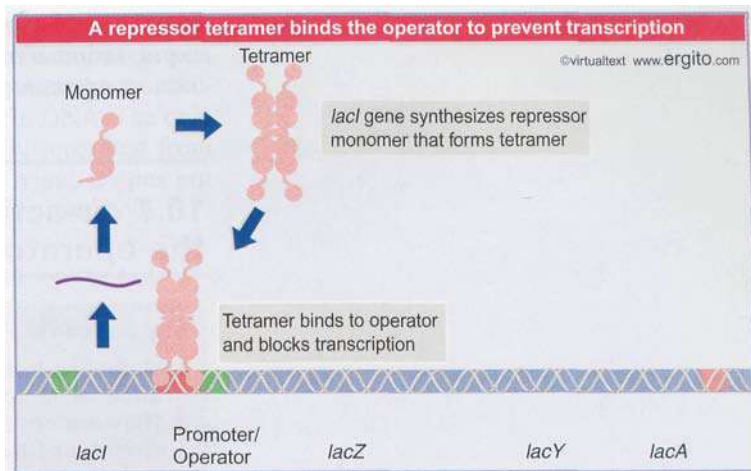 A repressor tetramer binds the operator to prevent transcription
Tetramer
©virtualtext www.ergito.com
Monomer
lacI gene synthesizes repressor
monomer that forms tetramer
Tetramer binds to operator
and blocks transcription
lacI
Promoter/
Operator
lacZ
lacY
lacA